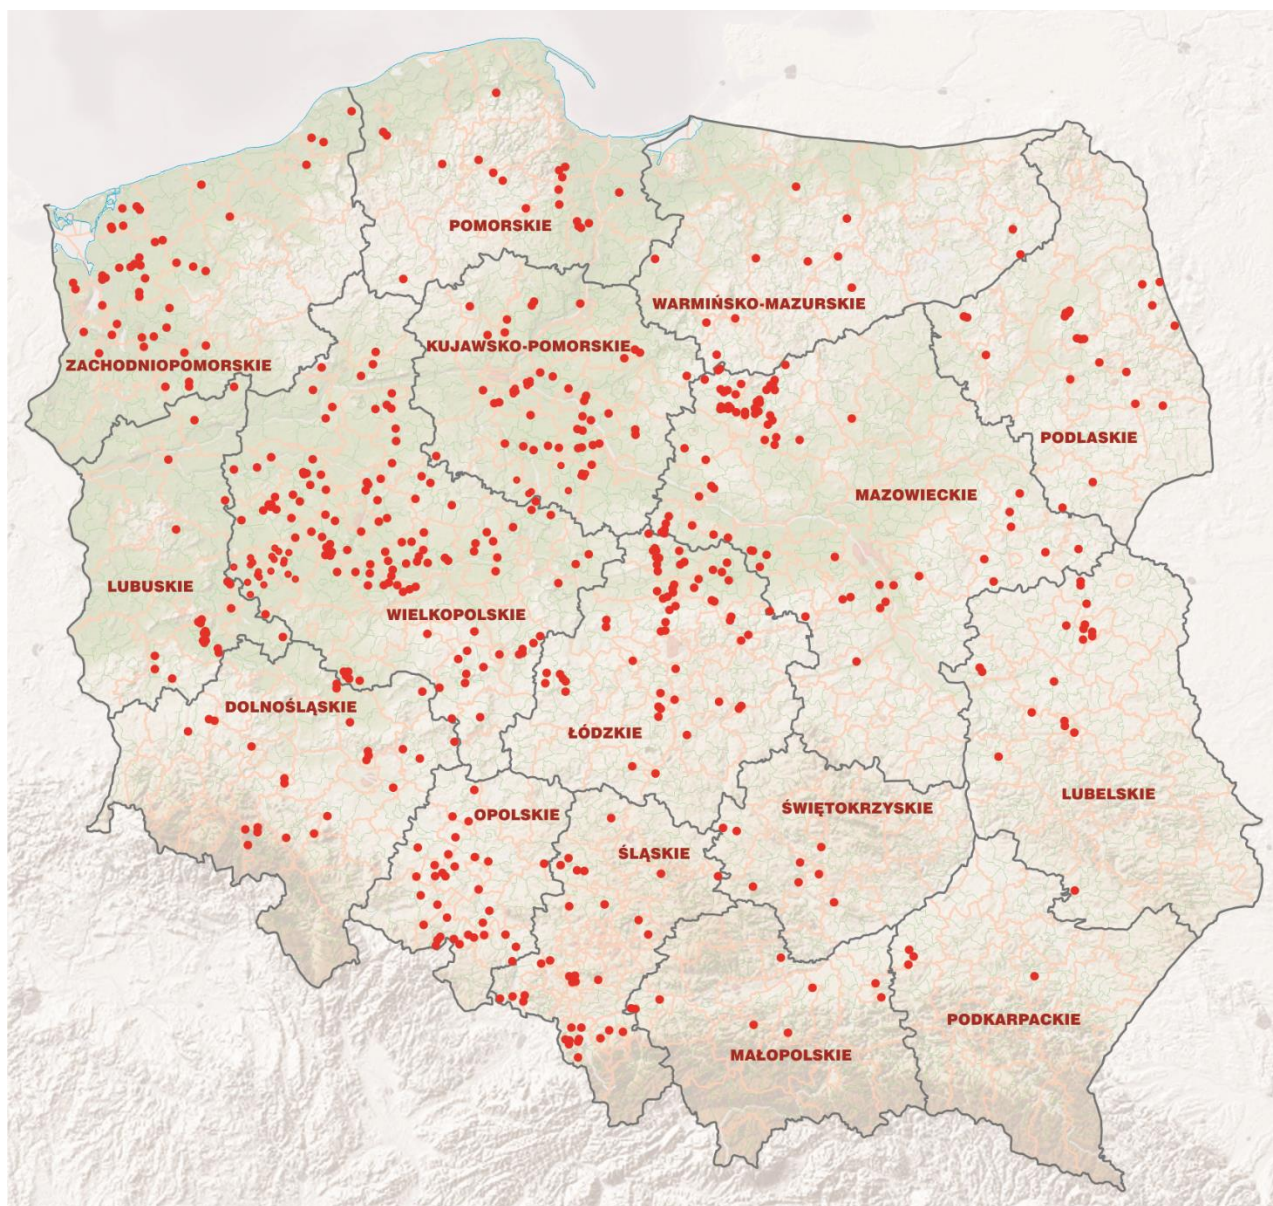 POMORSKIE
WARMIŃSKO-MAZURSKIE
KUJAWSKO-POMORSKIE
ZACHODNIOPOMORSKIE
PODLASKIE
MAZOWIECKIE
LUBUSKIE
WIELKOPOLSKIE
DOLNOŚLĄSKIE
ŁÓDZKIE
LUBELSKIE
ŚWIĘTOKRZYSKIE
OPOLSKIE
ŚLĄSKIE
PODKARPACKIE
MAŁOPOLSKIE